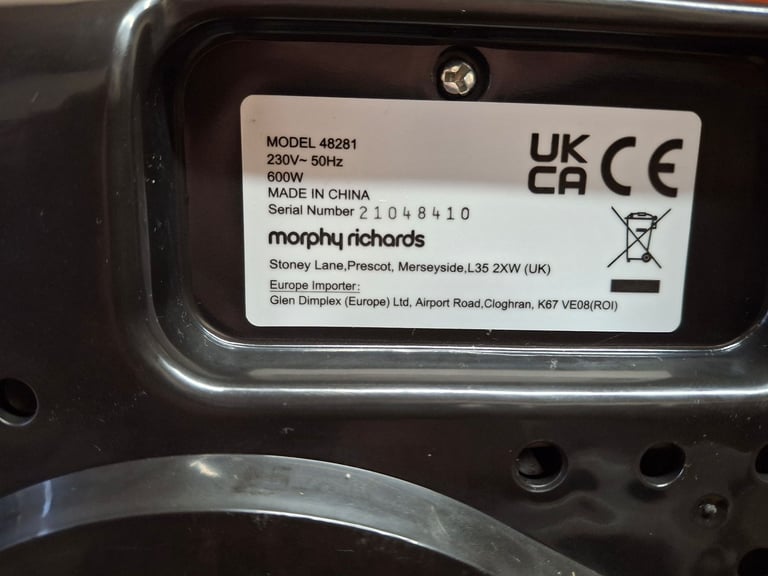 MODEL 48281
230V~ 50Hz
600W
MADE IN CHINA
Serial Number 21048410
morphy richards
Stoney Lane,Prescot, Merseyside,L35 2XW (UK)
Europe Importer:
Glen Dimplex (Europe) Ltd, Airport Road,Cloghran, K67 VE08(ROI)
UK
CA
CE